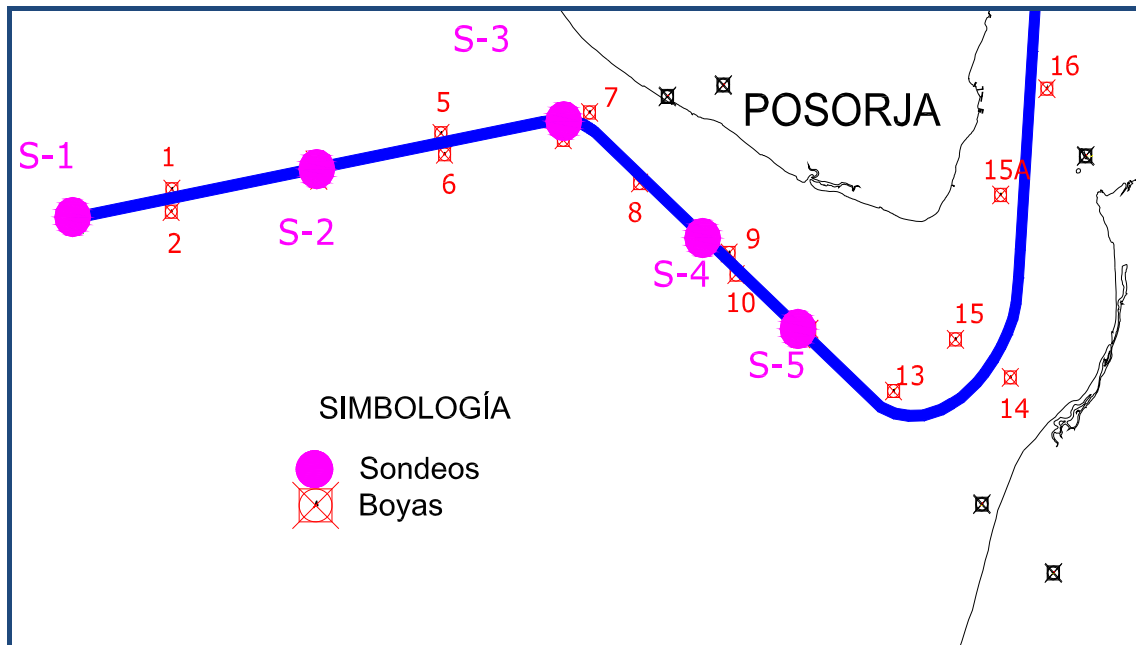 S-3
16
5
7
POSORJA
S-1
1
6
15A
2
S-2
8
9
S-4
10
15
S-5
13
14
SIMBOLOGÍA
Sondeos
Boyas